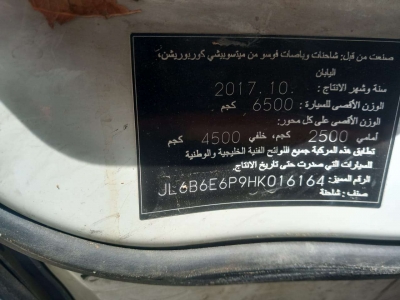 صنعت من قبل: شاحنات وباصات فوسو من ميتسوبيشي كوربوريشن،
اليابان
سنة وشهر الانتاج : 2017.10.
الوزن الأقصى للسيارة : 6500 كجم
الوزن الأقصى على كل محور:
أمامي 2500 كجم، خلفي 4500 كجم
تطابق هذه المركبة جميع اللوائح الفنية الخليجية والوطنية
للسيارات التي صدرت حتى تاريخ الانتاج.
الرقم المميز: JL6B6E6P9HK016164
صنف : شاحنة